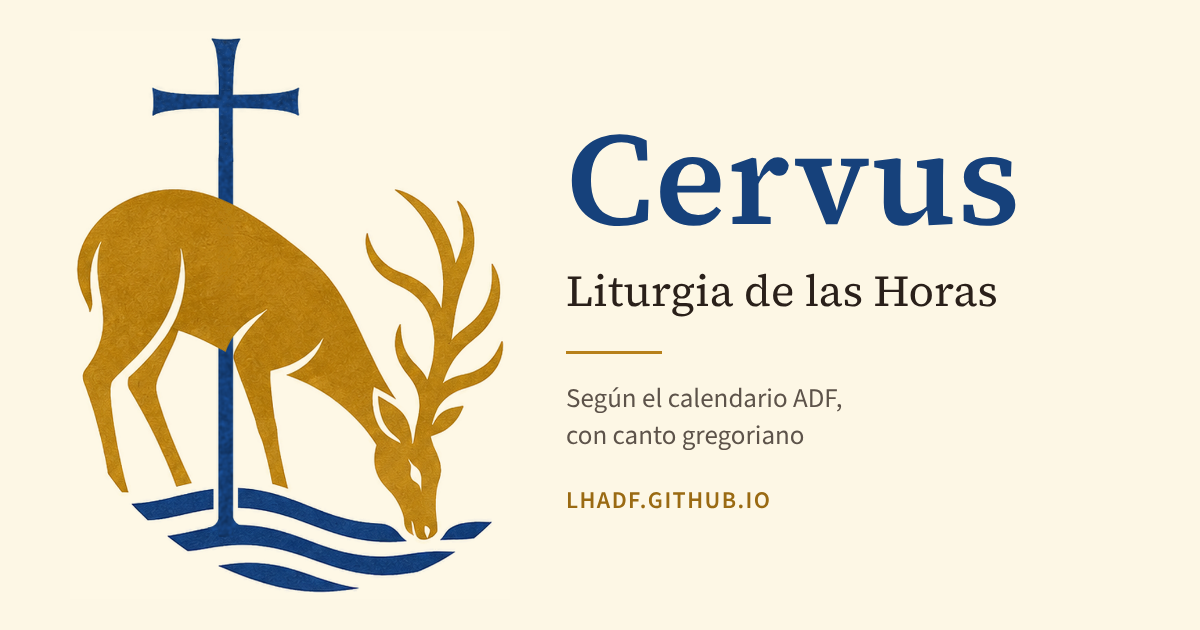 Cervus
Liturgia de las Horas
Según el calendario ADF,
con canto gregoriano
LHADF.GITHUB.IO